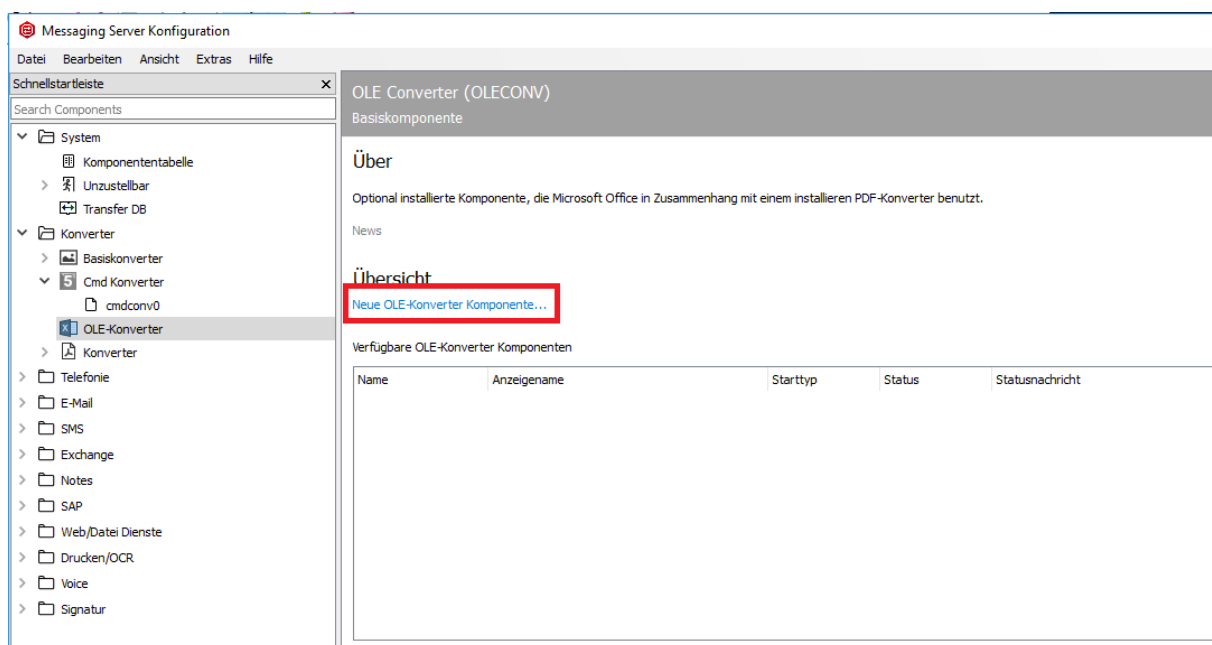 Messaging Server Konfiguration
Datei Bearbeiten Ansicht Extras Hilfe
Schnellstartleiste
Search Components
System
Komponententabelle
Unzustellbar
Transfer DB
Konverter
Basiskonverter
Cmd Konverter
cmdconv0
OLE-Konverter
Konverter
Telefonie
E-Mail
SMS
Exchange
Notes
SAP
Web/Datei Dienste
Drucken/OCR
Voice
Signatur
OLE Converter (OLECONV)
Basiskomponente
Über
Optional installierte Komponente, die Microsoft Office in Zusammenhang mit einem installieren PDF-Konverter benutzt.
News
Übersicht
Neue OLE-Konverter Komponente...
Verfügbare OLE-Konverter Komponenten
Name Anzeigename Starttyp Status Statusnachricht